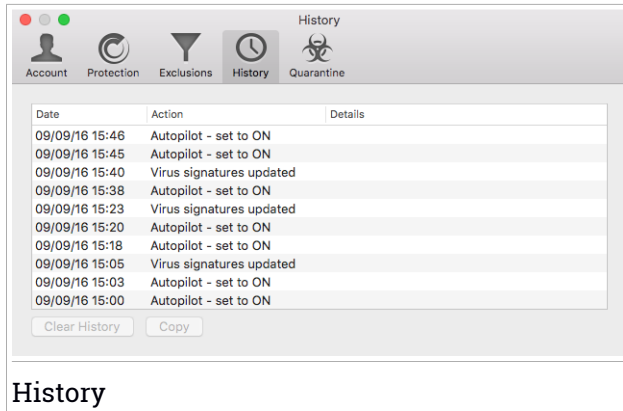 History
Account Protection Exclusions History Quarantine
Date Action Details
09/09/16 15:46 Autopilot - set to ON
09/09/16 15:45 Autopilot - set to ON
09/09/16 15:40 Virus signatures updated
09/09/16 15:38 Autopilot - set to ON
09/09/16 15:23 Virus signatures updated
09/09/16 15:20 Autopilot - set to ON
09/09/16 15:18 Autopilot - set to ON
09/09/16 15:05 Virus signatures updated
09/09/16 15:03 Autopilot - set to ON
09/09/16 15:00 Autopilot - set to ON
Clear History Copy
History